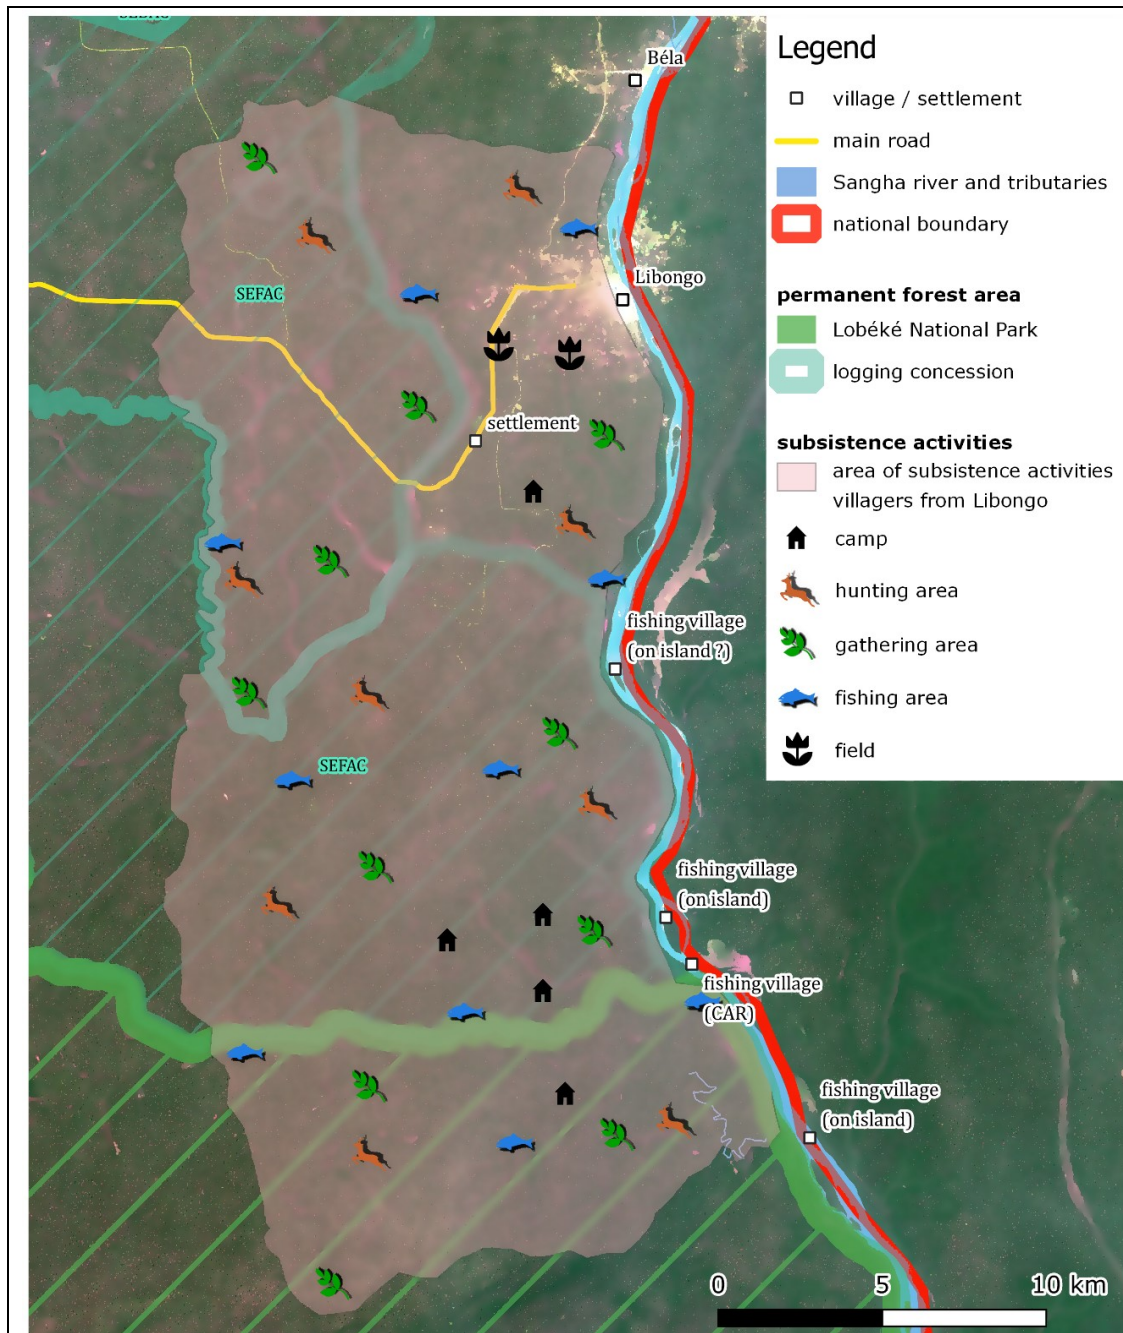 SEFAC
Béla
Libongo
SEFAC
settlement
fishing village
(on island ?)
SEFAC
fishing village
(on island)
fishing village
(CAR)
fishing village
(on island)
0 5 10 km
Legend
village / settlement
main road
Sangha river and tributaries
national boundary
permanent forest area
Lobéké National Park
logging concession
subsistence activities
area of subsistence activities
villagers from Libongo
camp
hunting area
gathering area
fishing area
field